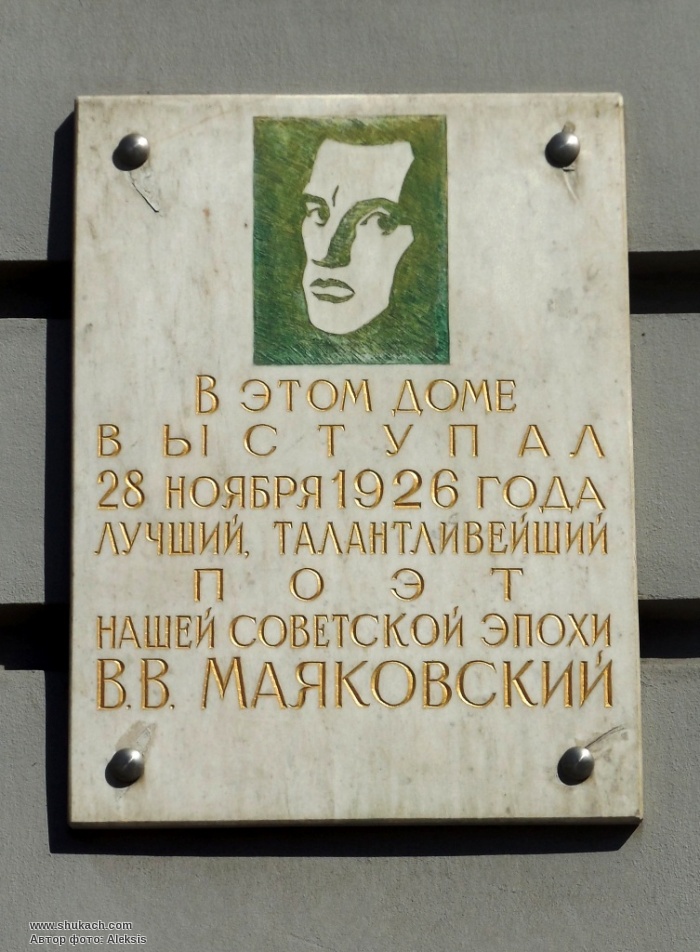 В ЭТОМ ДОМЕ
ВЫСТУПАЛ
28 НОЯБРЯ 1926 ГОДА
ЛУЧШИЙ, ТАЛАНТЛИВЕЙШИЙ
ПОЭТ
НАШЕЙ СОВЕТСКОЙ ЭПОХИ
В.В. МАЯКОВСКИЙ
www.shukach.com
Автор фото: Aleksis